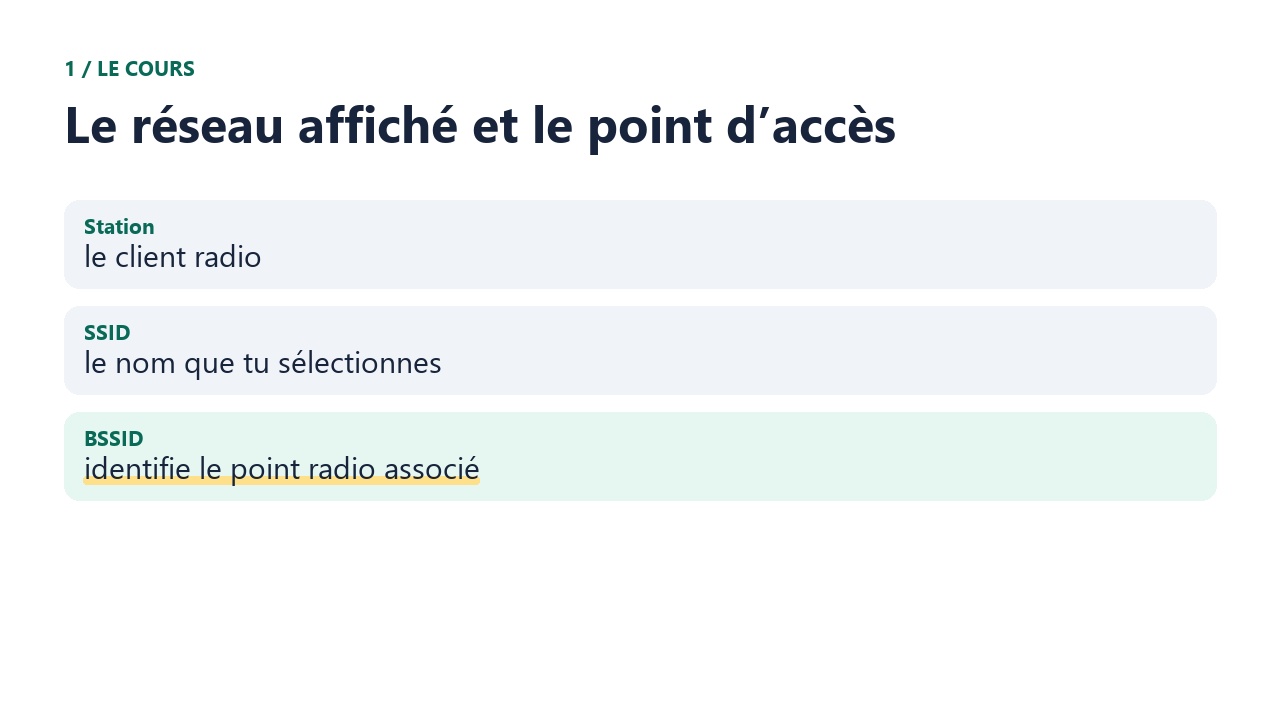 1 / LE COURS
Le réseau affiché et le point d’accès
Station
le client radio
SSID
le nom que tu sélectionnes
BSSID
identifie le point radio associé